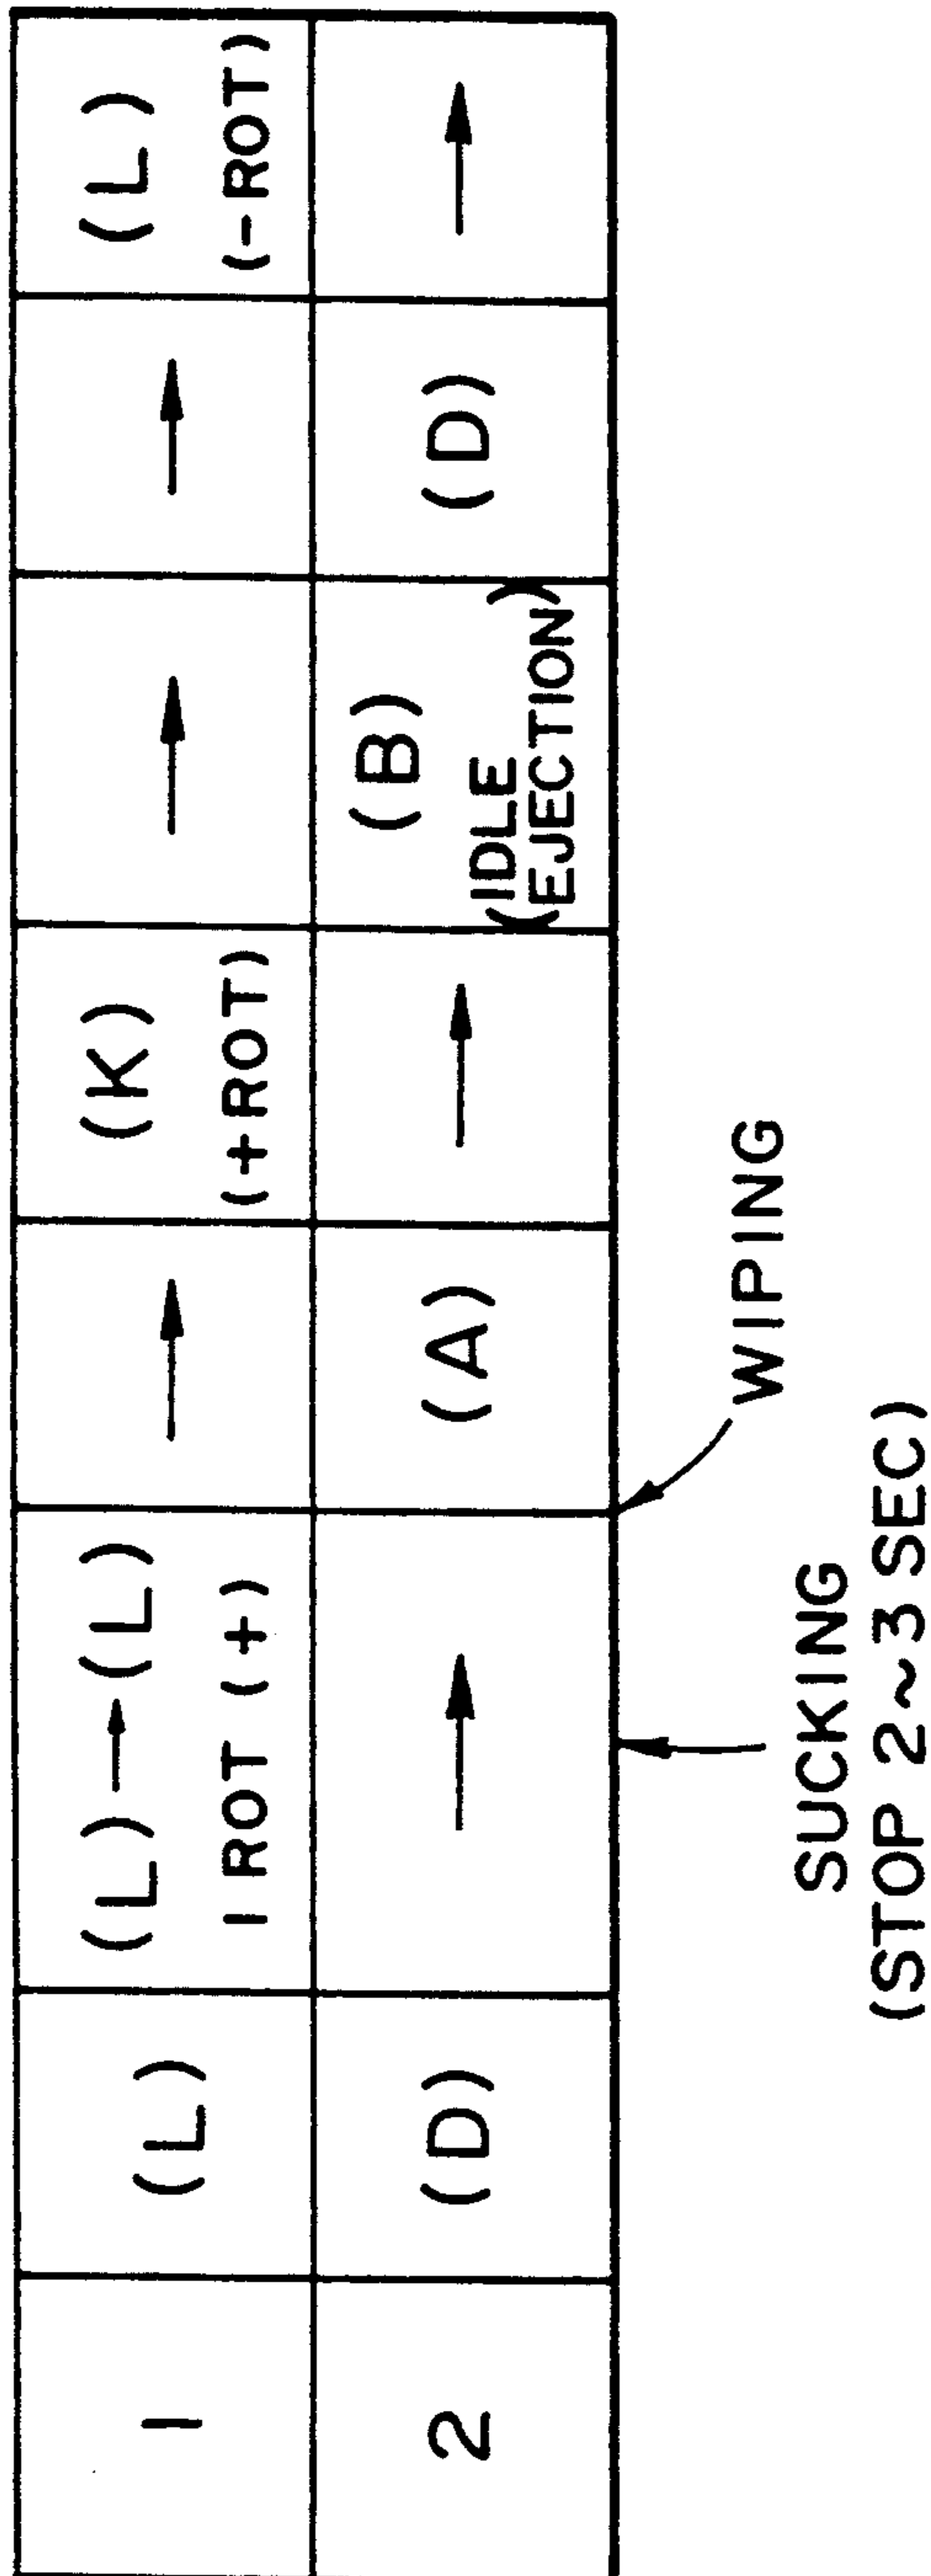 1 (L) (L)→(L) → (K) → → (L)
1 ROT (+) (+ROT) (-ROT)
2 (D) → (A) → (B) (D) →
(IDLE
EJECTION)
WIPING
SUCKING
(STOP 2~3 SEC)